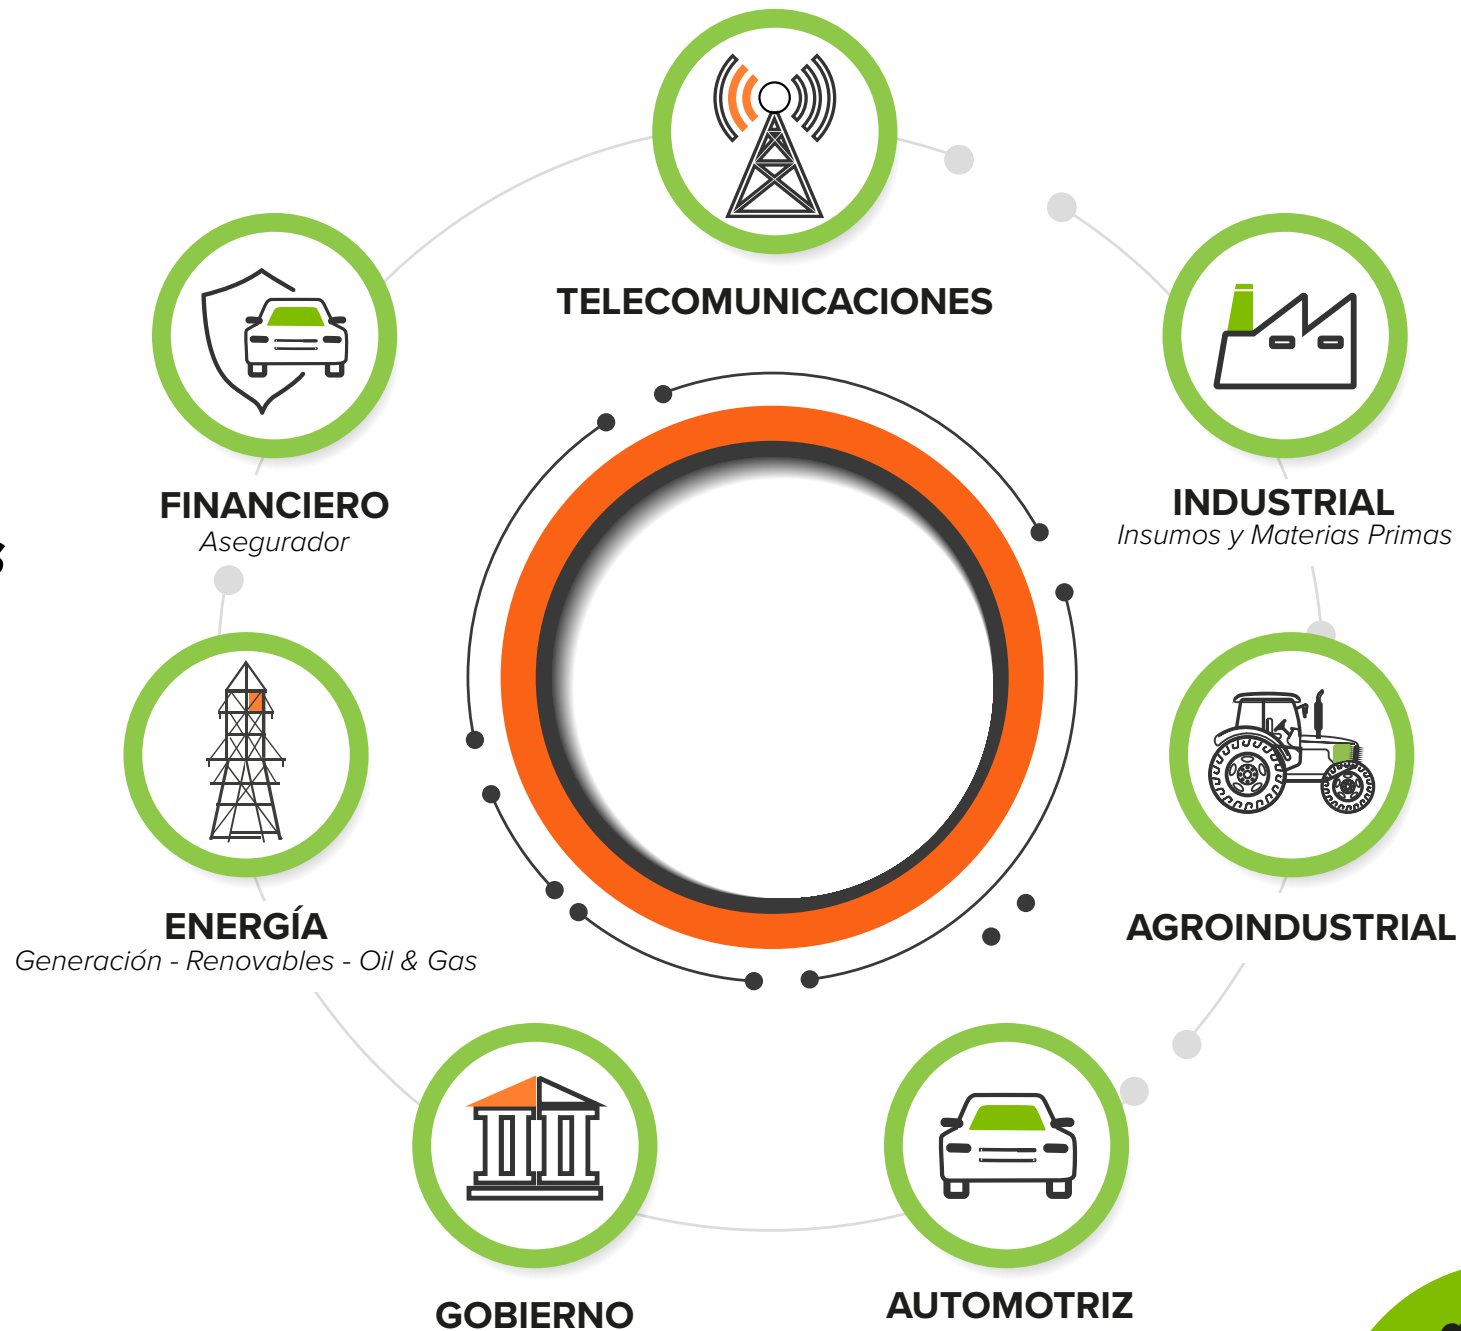 TELECOMUNICACIONES
FINANCIERO
Asegurador
INDUSTRIAL
Insumos y Materias Primas
ENERGÍA
Generación - Renovables - Oil & Gas
AGROINDUSTRIAL
GOBIERNO
AUTOMOTRIZ